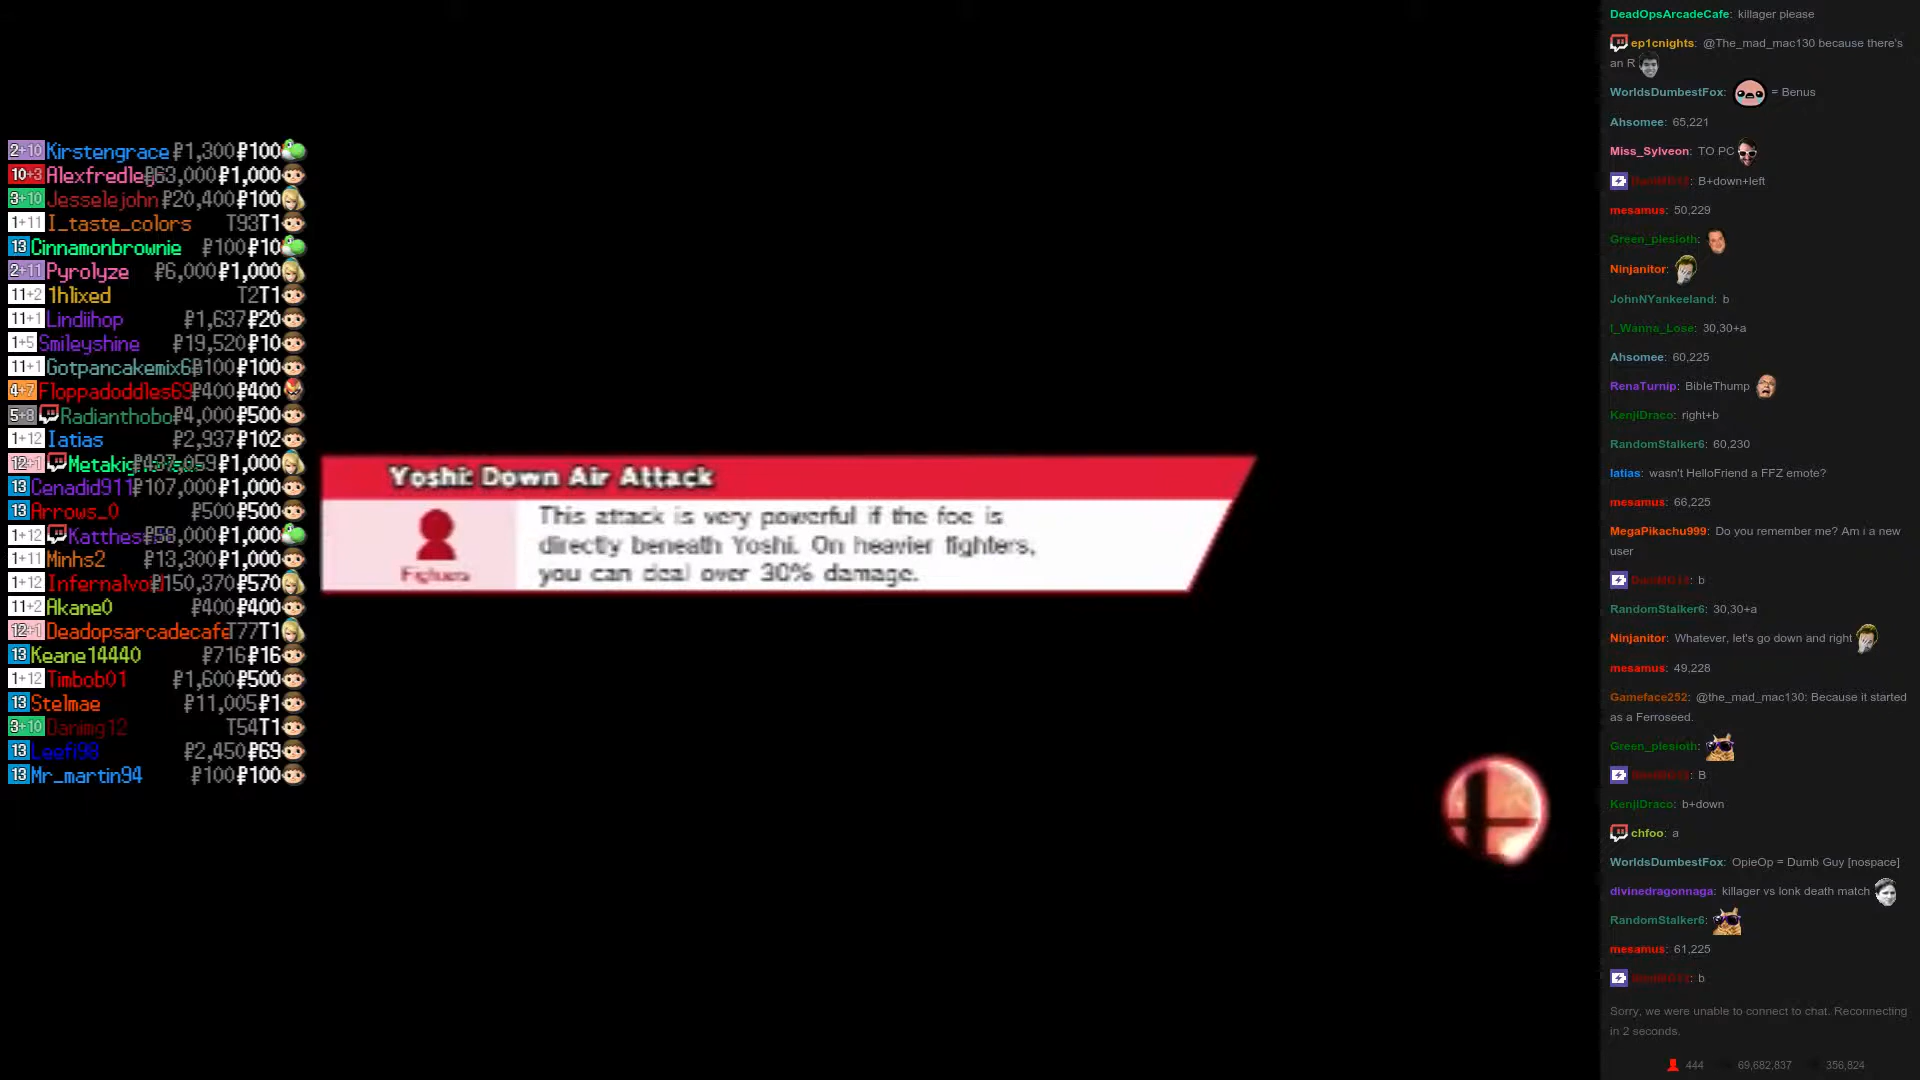 2+10 Kirstengrace ₽1,300 ₽100
10+3 Alexfredle ₽63,000 ₽1,000
3+10 Jesselejohn ₽20,400 ₽100
1+11 I_taste_colors T93 T1
13 Cinnamonbrownie ₽100 ₽10
2+11 Pyrolyze ₽6,000 ₽1,000
11+2 1hlixed T2 T1
11+1 Lindiihop ₽1,637 ₽20
1+5 Smileyshine ₽19,520 ₽10
11+1 Gotpancakemix6 ₽100 ₽100
4+7 Floppadoddles69 ₽400 ₽400
5+8 Radianthobo ₽4,000 ₽500
1+12 Iatias ₽2,937 ₽102
12+1 ₽1,000
13 Cenadid911 ₽107,000 ₽1,000
13 Arrows_0 ₽500 ₽500
1+12 Katthes ₽58,000 ₽1,000
1+11 Minhs2 ₽13,300 ₽1,000
1+12 Infernalvo ₽150,370 ₽570
11+2 Akane0 ₽400 ₽400
12+1 Deadopsarcadecafe T77 T1
13 Keane14440 ₽716 ₽16
1+12 Timbob01 ₽1,600 ₽500
13 Stelmae ₽11,005 ₽1
3+10 Danimg12 T54 T1
13 Leefi98 ₽2,450 ₽69
13 Mr_martin94 ₽100 ₽100
Yoshi: Down Air Attack
This attack is very powerful if the foe is
directly beneath Yoshi. On heavier fighters,
you can deal over 30% damage.
Fighters
DeadOpsArcadeCafe: killager please
ep1cnights: @The_mad_mac130 because there's
an R
WorldsDumbestFox: = Benus
Ahsomee: 65,221
Miss_Sylveon: TO PC
DaniMG12: B+down+left
mesamus: 50,229
Green_plesioth:
Ninjanitor:
JohnNYankeeland: b
I_Wanna_Lose: 30,30+a
Ahsomee: 60,225
RenaTurnip: BibleThump
KenjiDraco: right+b
RandomStalker6: 60,230
Iatias: wasn't HelloFriend a FFZ emote?
mesamus: 66,225
MegaPikachu999: Do you remember me? Am i a new
user
DaniMG12: b
RandomStalker6: 30,30+a
Ninjanitor: Whatever, let's go down and right
mesamus: 49,228
Gameface252: @the_mad_mac130: Because it started
as a Ferroseed.
Green_plesioth:
DaniMG12: B
KenjiDraco: b+down
chfoo: a
WorldsDumbestFox: OpieOp = Dumb Guy [nospace]
divinedragonnaga: killager vs lonk death match
RandomStalker6:
mesamus: 61,225
DaniMG12: b
Sorry, we were unable to connect to chat. Reconnecting
in 2 seconds.
444 69,682,837 356,824